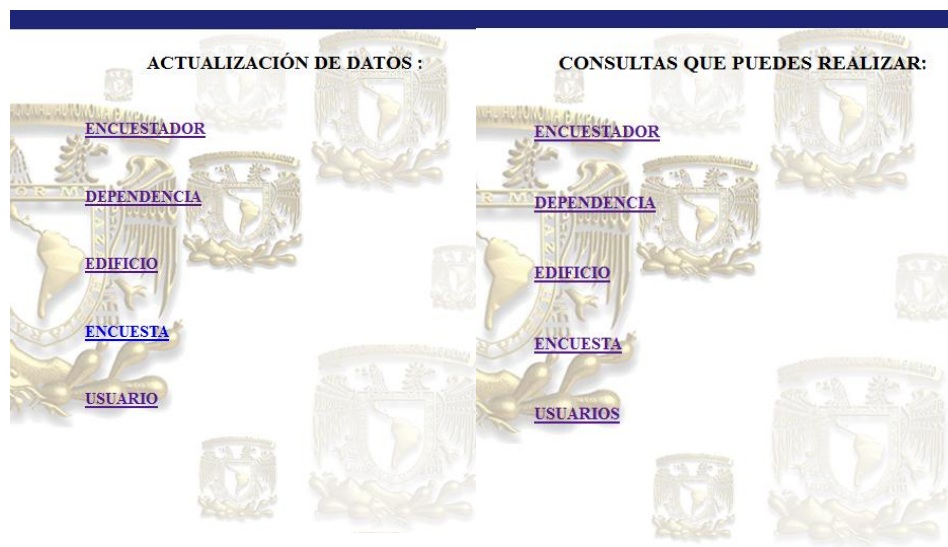 ACTUALIZACIÓN DE DATOS :
ENCUESTADOR
DEPENDENCIA
EDIFICIO
ENCUESTA
USUARIO
CONSULTAS QUE PUEDES REALIZAR:
ENCUESTADOR
DEPENDENCIA
EDIFICIO
ENCUESTA
USUARIOS